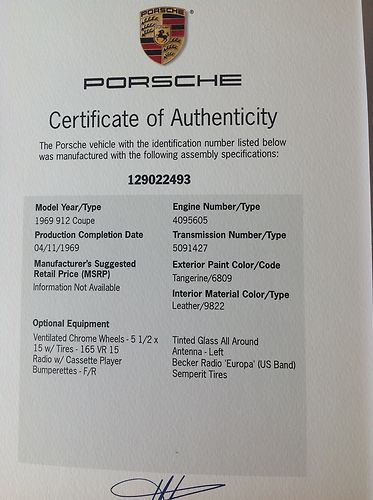 PORSCHE
PORSCHE
Certificate of Authenticity
The Porsche vehicle with the identification number listed below
was manufactured with the following assembly specifications:
129022493
Model Year/Type
1969 912 Coupe
Production Completion Date
04/11/1969
Manufacturer's Suggested
Retail Price (MSRP)
Information Not Available
Engine Number/Type
4095605
Transmission Number/Type
5091427
Exterior Paint Color/Code
Tangerine/6809
Interior Material Color/Type
Leather/9822
Optional Equipment
Ventilated Chrome Wheels - 5 1/2 x
15 w/ Tires - 165 VR 15
Radio w/ Cassette Player
Bumperettes - F/R
Tinted Glass All Around
Antenna - Left
Becker Radio 'Europa' (US Band)
Semperit Tires